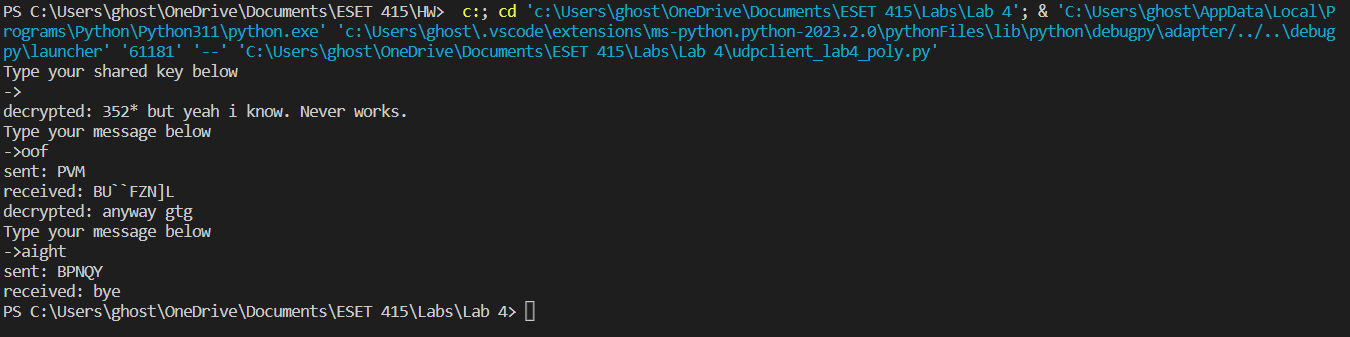 PS C:\Users\ghost\OneDrive\Documents\ESET 415\HW>  c:; cd 'c:\Users\ghost\OneDrive\Documents\ESET 415\Labs\Lab 4'; & 'C:\Users\ghost\AppData\Local\P
rograms\Python\Python311\python.exe' 'c:\Users\ghost\.vscode\extensions\ms-python.python-2023.2.0\pythonFiles\lib\python\debugpy\adapter/../..\debug
py\launcher' '61181' '--' 'C:\Users\ghost\OneDrive\Documents\ESET 415\Labs\Lab 4\udpclient_lab4_poly.py'
Type your shared key below
->
decrypted: 352* but yeah i know. Never works.
Type your message below
->oof
sent: PVM
received: BU``FZN]L
decrypted: anyway gtg
Type your message below
->aight
sent: BPNQY
received: bye
PS C:\Users\ghost\OneDrive\Documents\ESET 415\Labs\Lab 4>